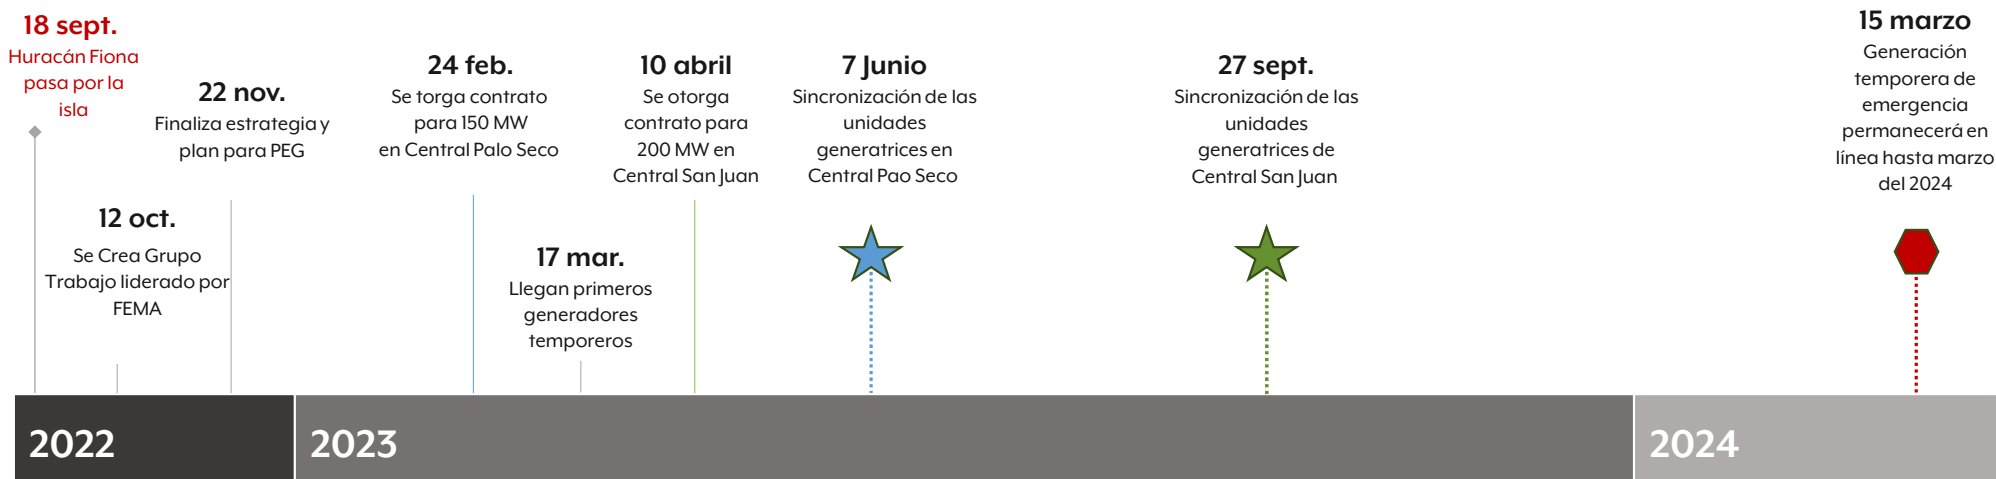 18 sept.
Huracán Fiona
pasa por la
isla
12 oct.
Se Crea Grupo
Trabajo liderado por
FEMA
22 nov.
Finaliza estrategia y
plan para PEG
24 feb.
Se torga contrato
para 150 MW
en Central Palo Seco
17 mar.
Llegan primeros
generadores
temporeros
10 abril
Se otorga
contrato para
200 MW en
Central San Juan
7 Junio
Sincronización de las
unidades
generatrices en
Central Pao Seco
27 sept.
Sincronización de las
unidades
generatrices de
Central San Juan
15 marzo
Generación
temporera de
emergencia
permanecerá en
línea hasta marzo
del 2024
2022
2023
2024